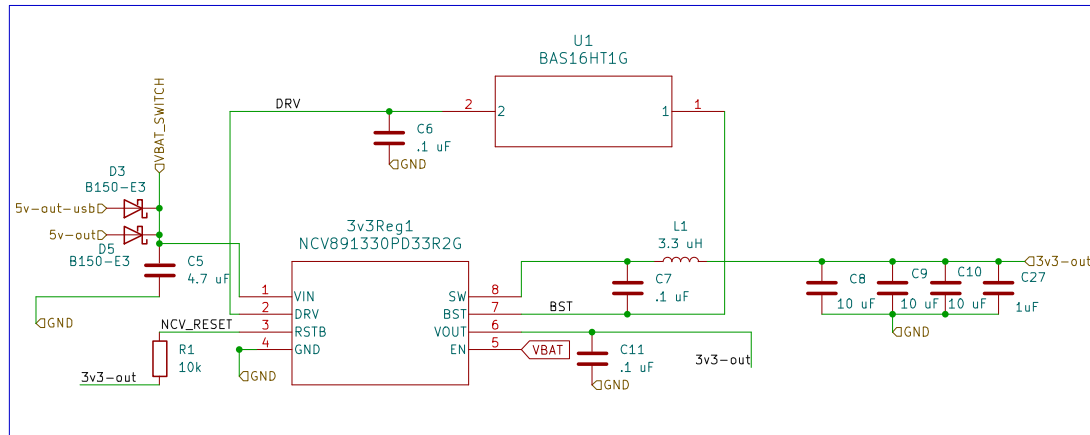 U1
BAS16HT1G
VBAT_SWITCH
DRV
2
2
1
1
C6
.1 uF
GND
D3
B150-E3
5v-out-usb
5v-out
D5
B150-E3
C5
4.7 uF
GND
3v3Reg1
NCV891330PD33R2G
L1
3.3 uH
3v3-out
C7
.1 uF
C8
10 uF
C9
10 uF
C10
10 uF
C27
1uF
GND
1
VIN
SW
8
2
DRV
BST
7
BST
NCV_RESET
3
RSTB
VOUT
6
4
GND
EN
5
VBAT
GND
R1
10k
3v3-out
C11
.1 uF
GND
3v3-out